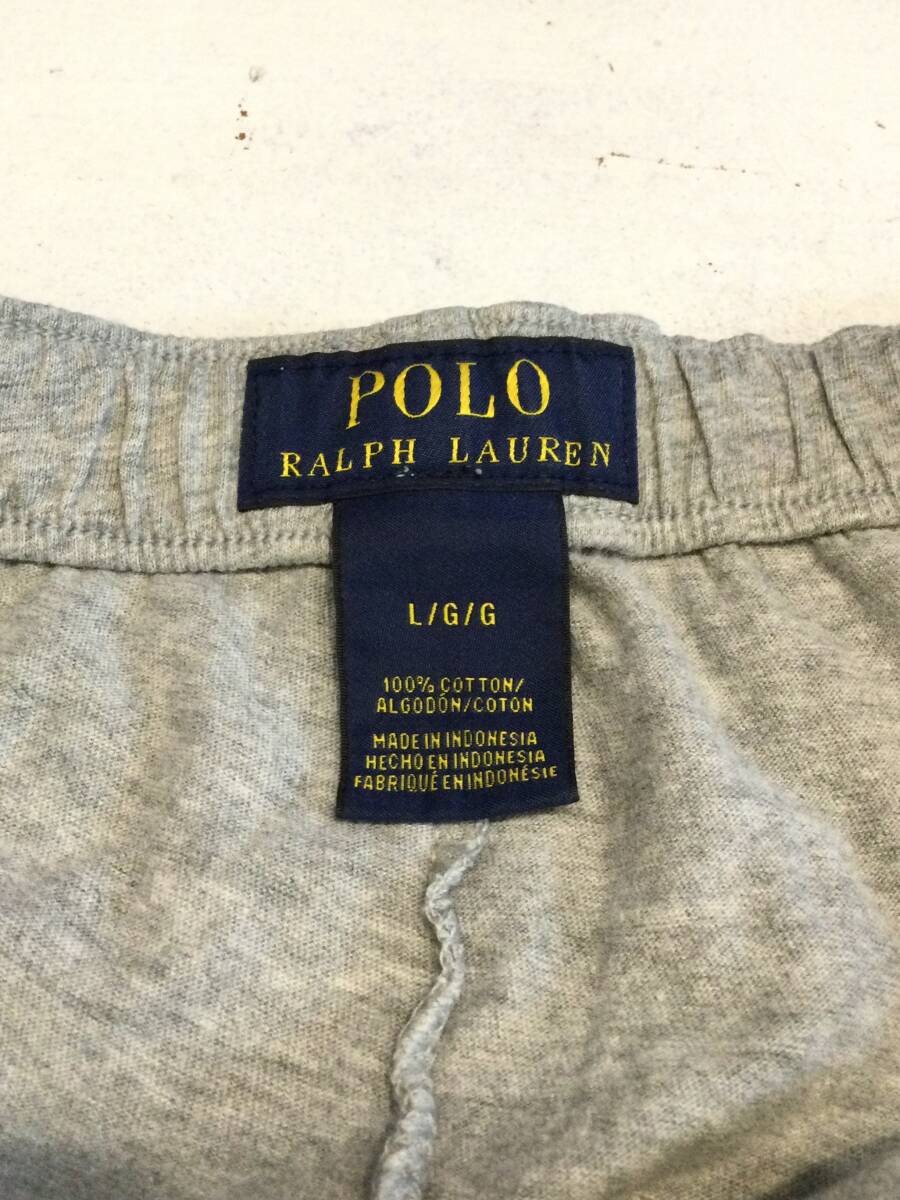 POLO
RALPH LAUREN
L/G/G
100% COTTON/
ALGODÓN/COTON
MADE IN INDONESIA
HECHO EN INDONESIA
FABRIQUÉ EN INDONÉSIE